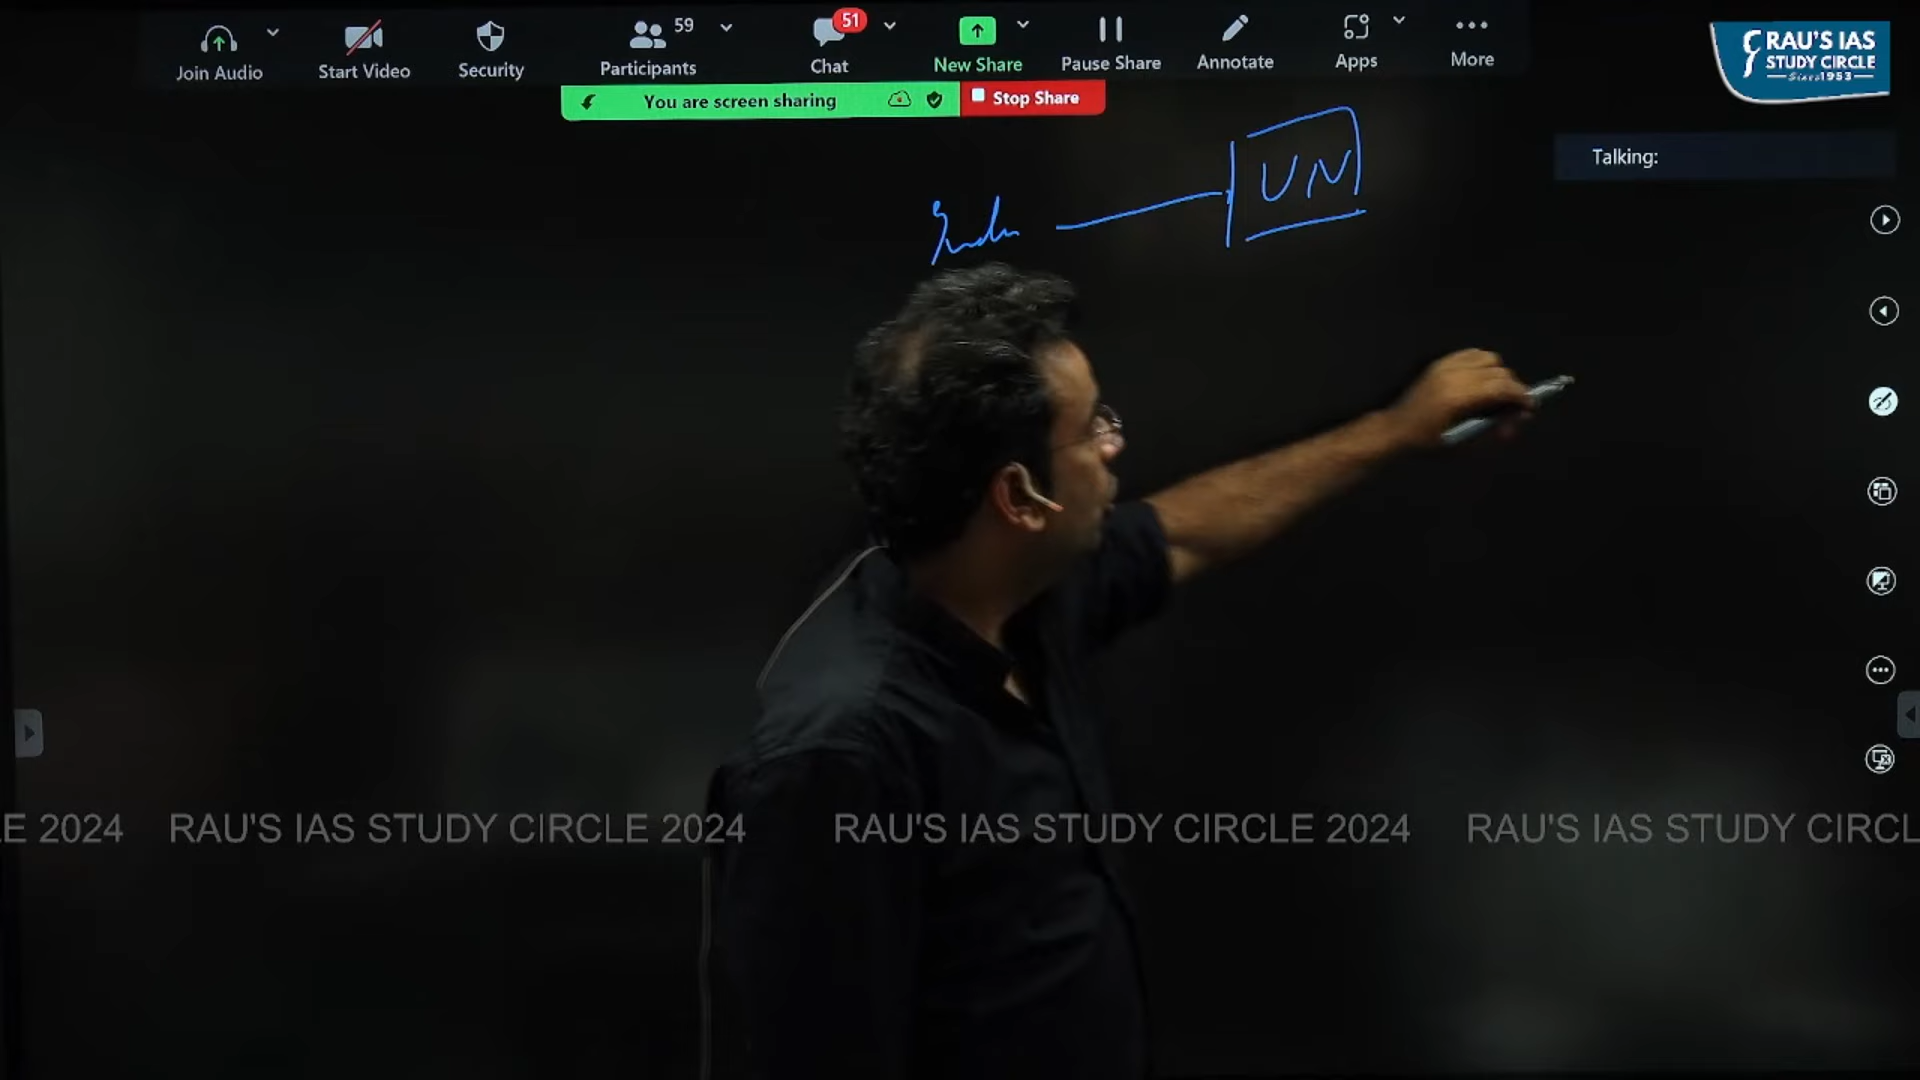 Join Audio
Start Video
Security
Participants
59
Chat
51
New Share
Pause Share
Annotate
Apps
More
You are screen sharing
Stop Share
RAU'S IAS
STUDY CIRCLE
Since1953
Talking:
UN
E 2024 RAU'S IAS STUDY CIRCLE 2024 RAU'S IAS STUDY CIRCLE 2024 RAU'S IAS STUDY CIRCL